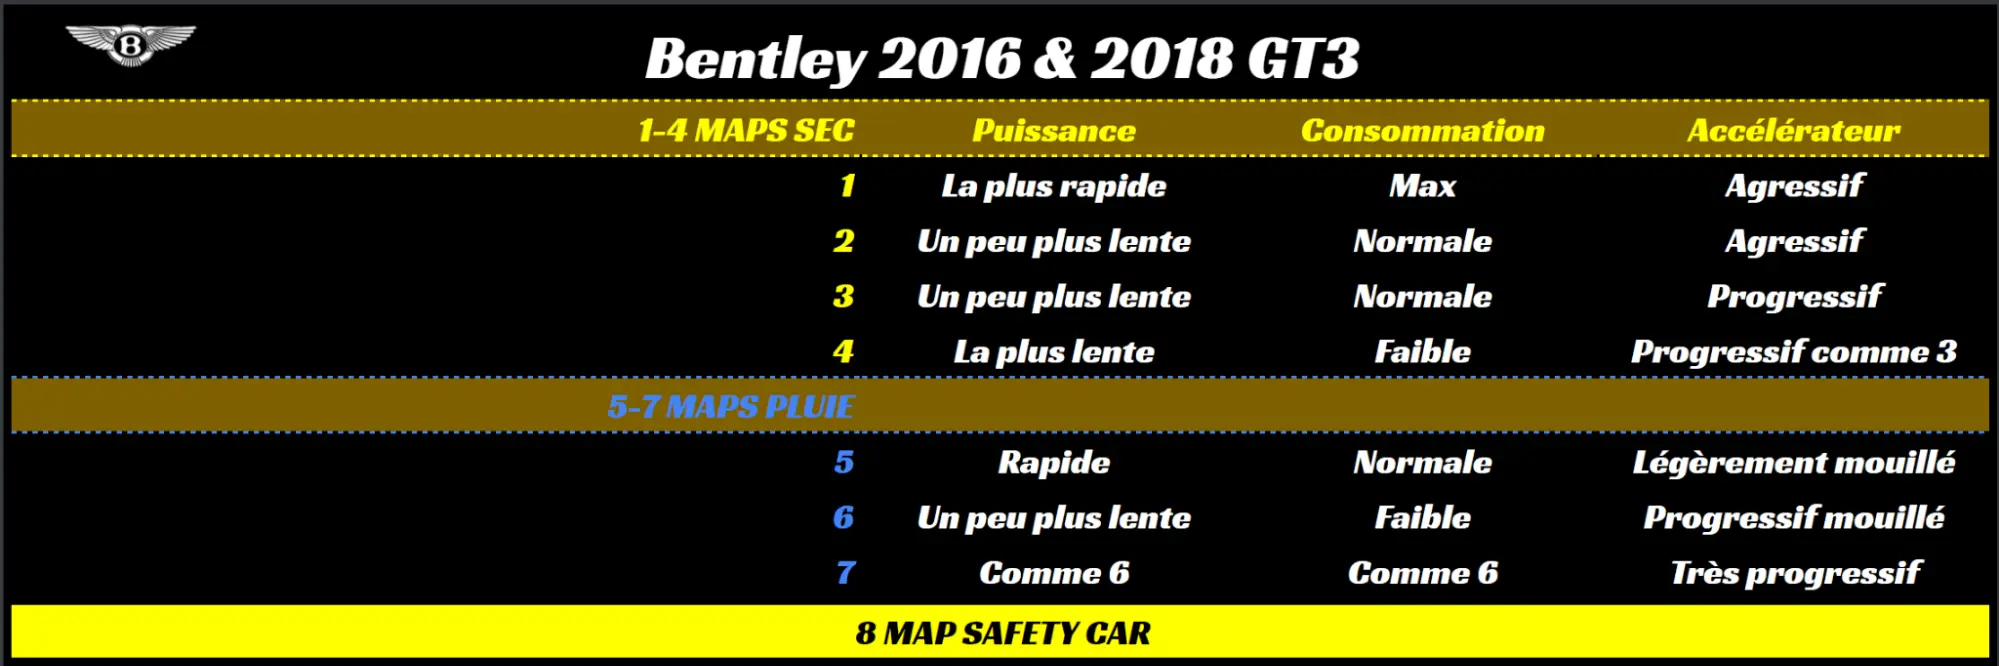 B
Bentley 2016 & 2018 GT3
1-4 MAPS SEC Puissance Consommation Accélérateur
1 La plus rapide Max Agressif
2 Un peu plus lente Normale Agressif
3 Un peu plus lente Normale Progressif
4 La plus lente Faible Progressif comme 3
5-7 MAPS PLUIE
5 Rapide Normale Légèrement mouillé
6 Un peu plus lente Faible Progressif mouillé
7 Comme 6 Comme 6 Très progressif
8 MAP SAFETY CAR